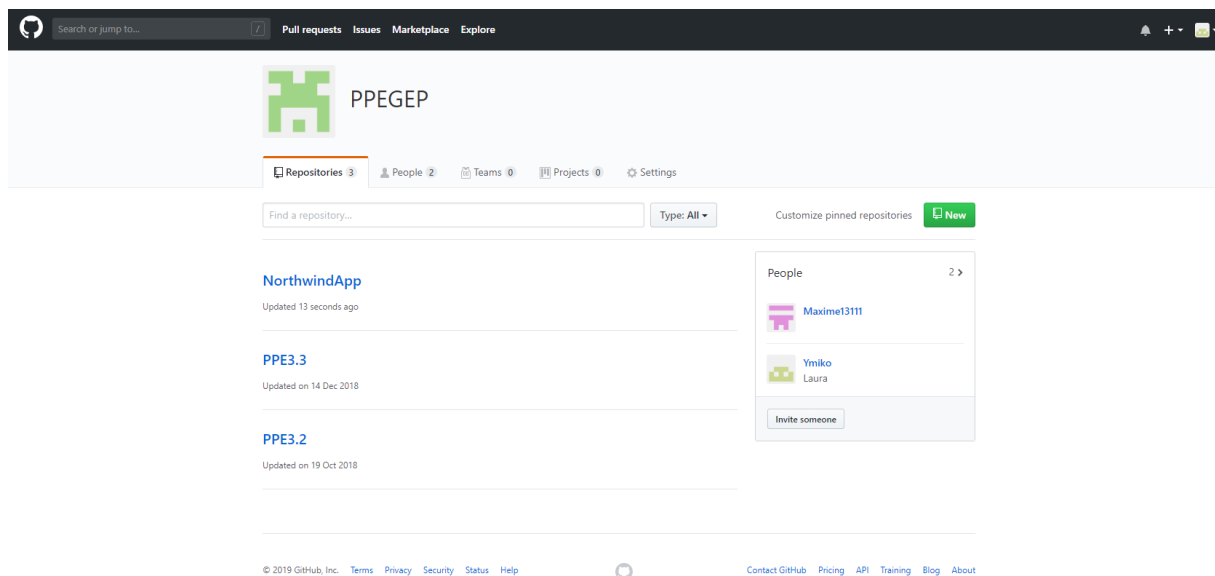 Search or jump to... / Pull requests Issues Marketplace Explore
PPEGEP
Repositories 3 People 2 Teams 0 Projects 0 Settings
Find a repository... Type: All Customize pinned repositories New
NorthwindApp
Updated 13 seconds ago
PPE3.3
Updated on 14 Dec 2018
PPE3.2
Updated on 19 Oct 2018
People 2
Maxime13111
Ymiko
Laura
Invite someone
© 2019 GitHub, Inc. Terms Privacy Security Status Help Contact GitHub Pricing API Training Blog About